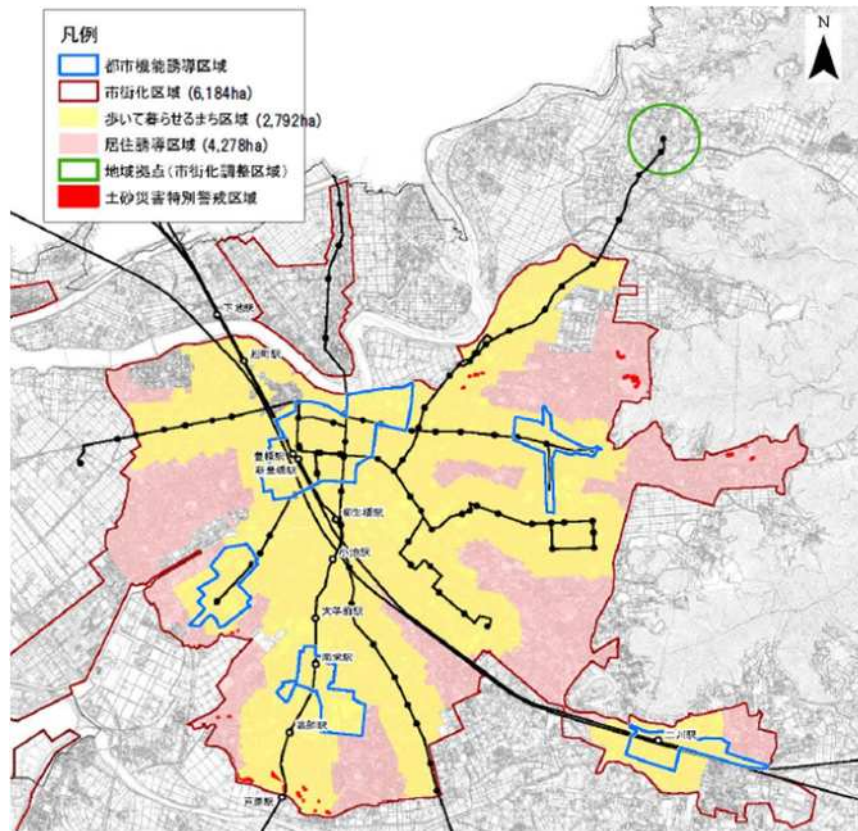 凡例
都市機能誘導区域
市街化区域 (6,184ha)
歩いて暮らせるまち区域 (2,792ha)
居住誘導区域 (4,278ha)
地域拠点(市街化調整区域)
土砂災害特別警戒区域
N
下地駅
船町駅
豊橋駅
新豊橋駅
柳生橋駅
小池駅
大学前駅
南栄駅
高師駅
芦原駅
二川駅